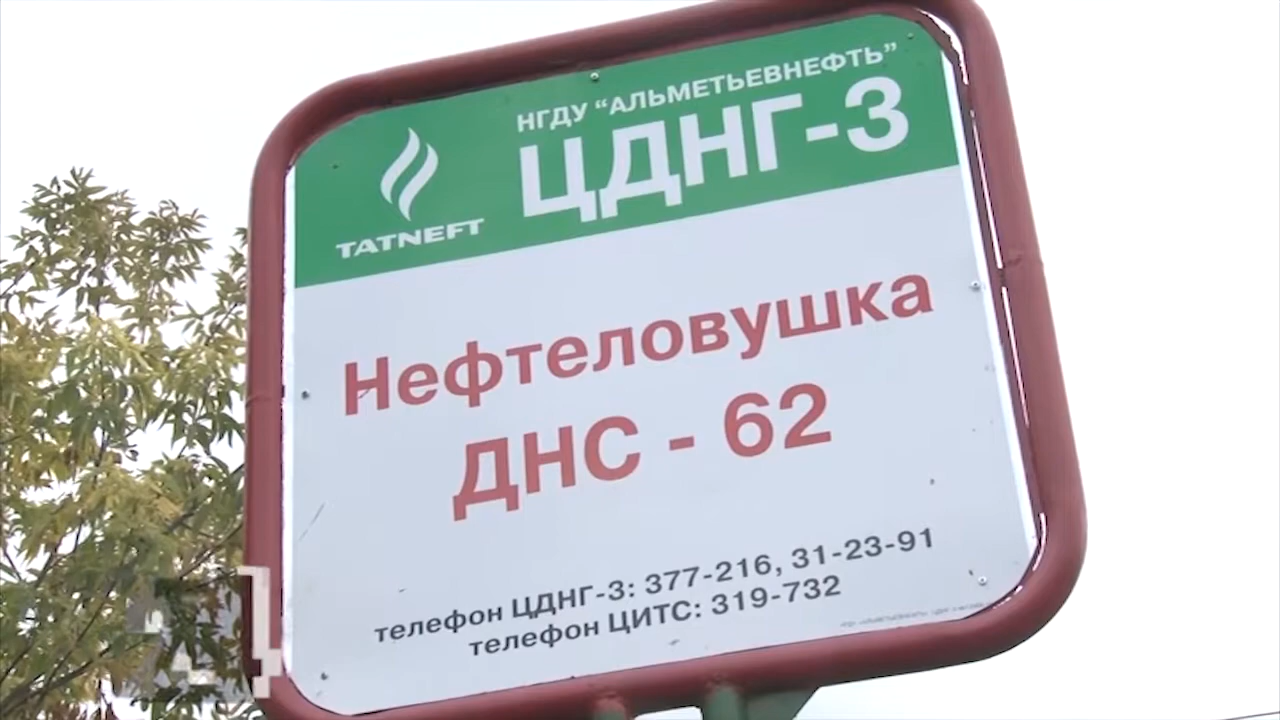 НГДУ “АЛЬМЕТЬЕВНЕФТЬ”
ЦДНГ-3
TATNEFT
Нефтеловушка
ДНС - 62
телефон ЦДНГ-3: 377-216, 31-23-91
телефон ЦИТС: 319-732